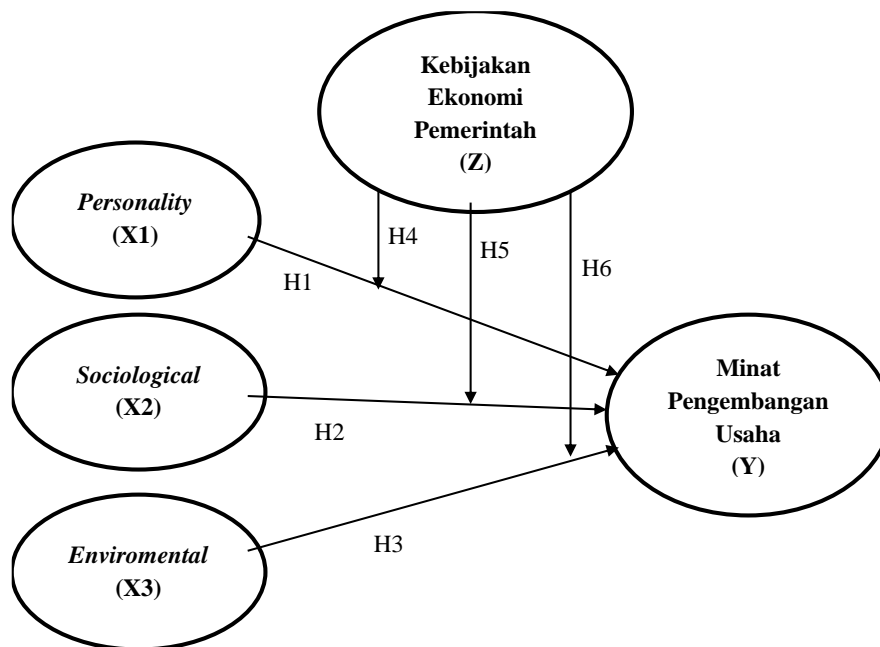 Kebijakan
Ekonomi
Pemerintah
(Z)
Personality
(X1)
H4
H5
H6
H1
Sociological
(X2)
H2
Minat
Pengembangan
Usaha
(Y)
Enviromental
(X3)
H3